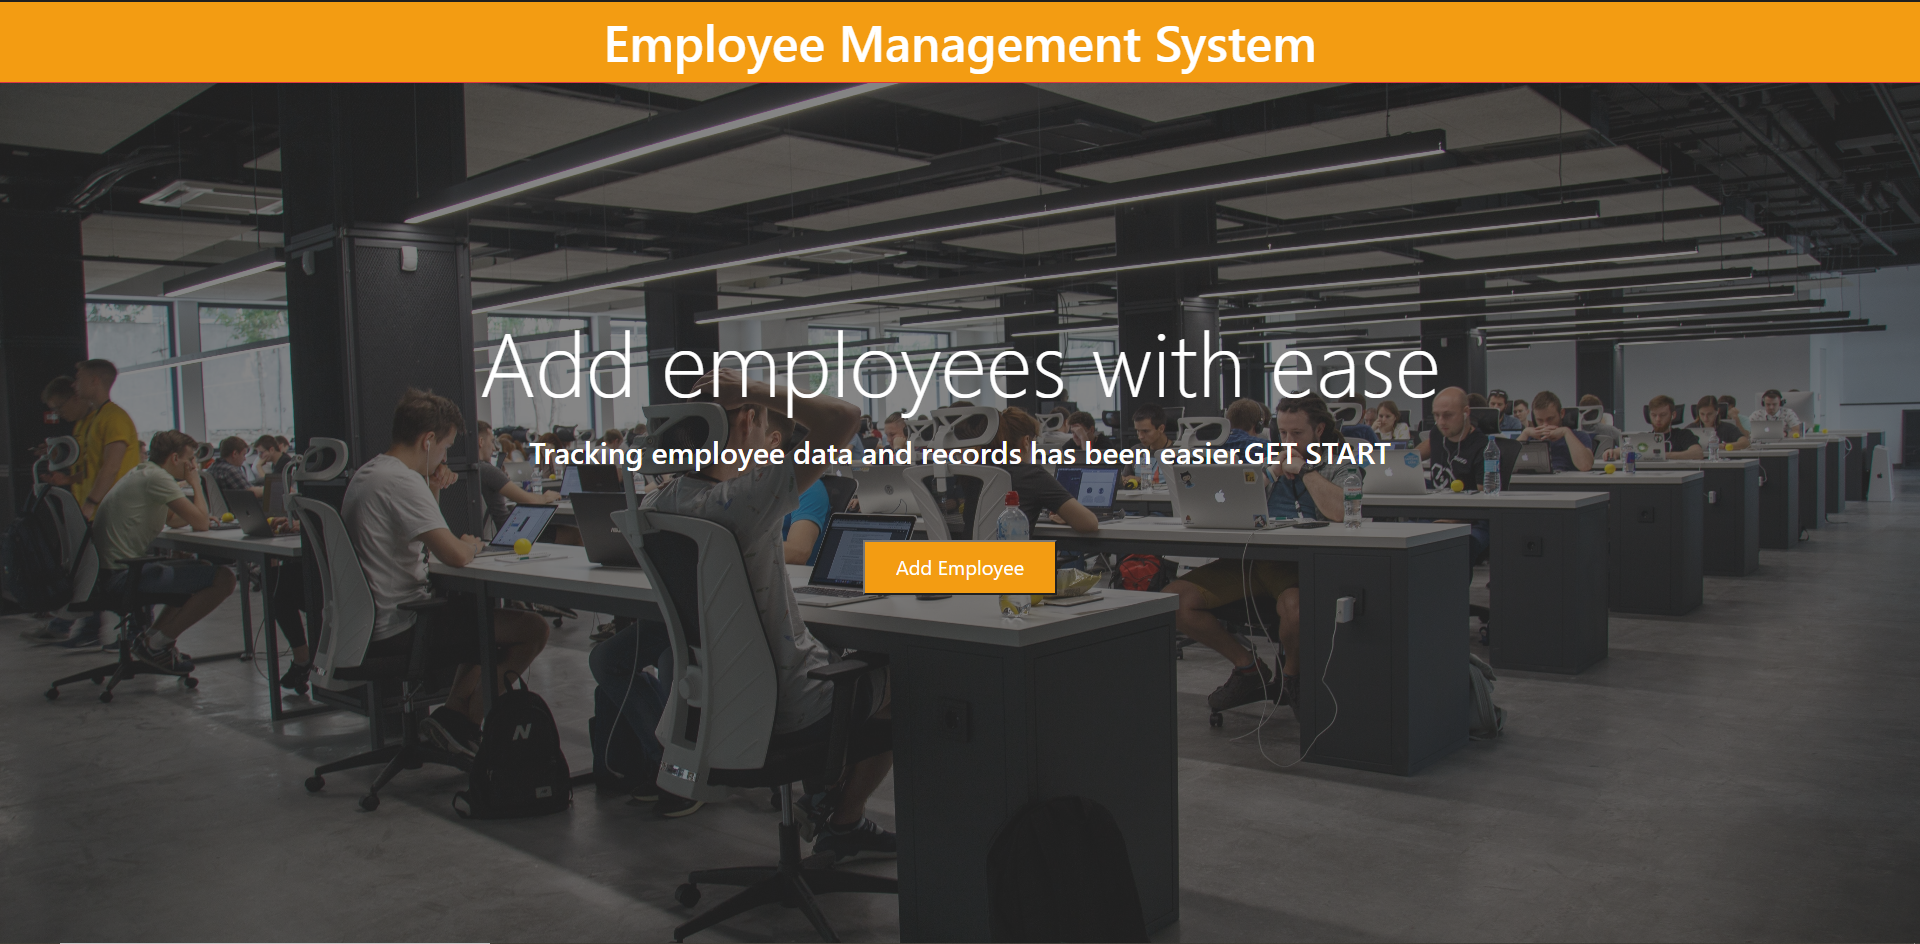 Employee Management System
Add employees with ease
Tracking employee data and records has been easier.GET START
Add Employee
N